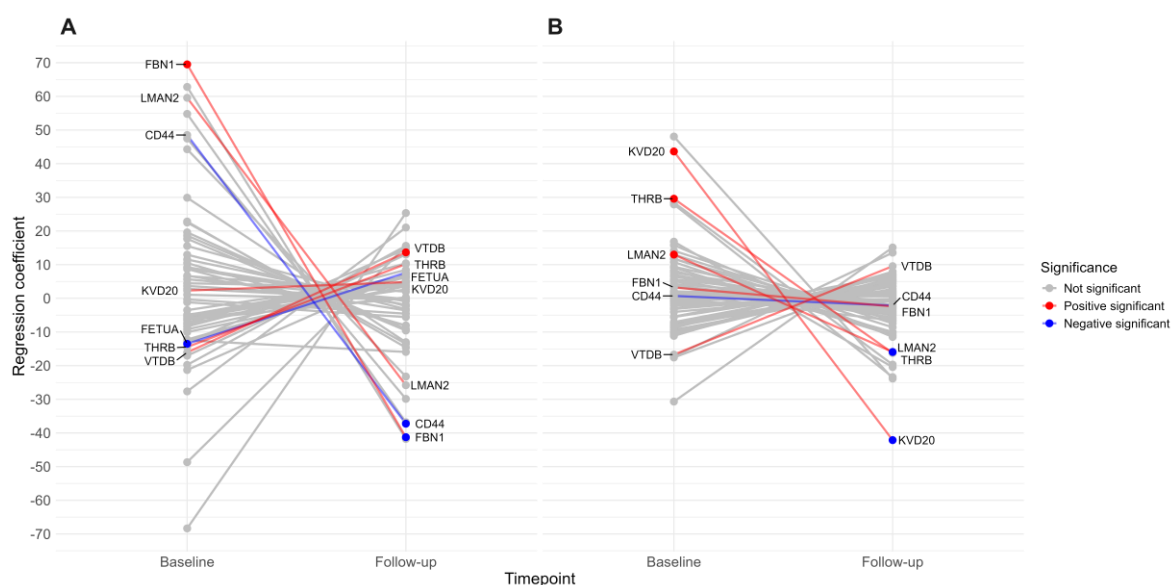 A
B
Regression coefficient
70
60
50
40
30
20
10
0
-10
-20
-30
-40
-50
-60
-70
FBN1
LMAN2
CD44
KVD20
FETUA
THRB
VTDB
VTDB
THRB
FETUA
KVD20
LMAN2
CD44
FBN1
KVD20
THRB
LMAN2
FBN1
CD44
VTDB
VTDB
CD44
FBN1
LMAN2
THRB
KVD20
Baseline
Follow-up
Baseline
Follow-up
Timepoint
Significance
Not significant
Positive significant
Negative significant